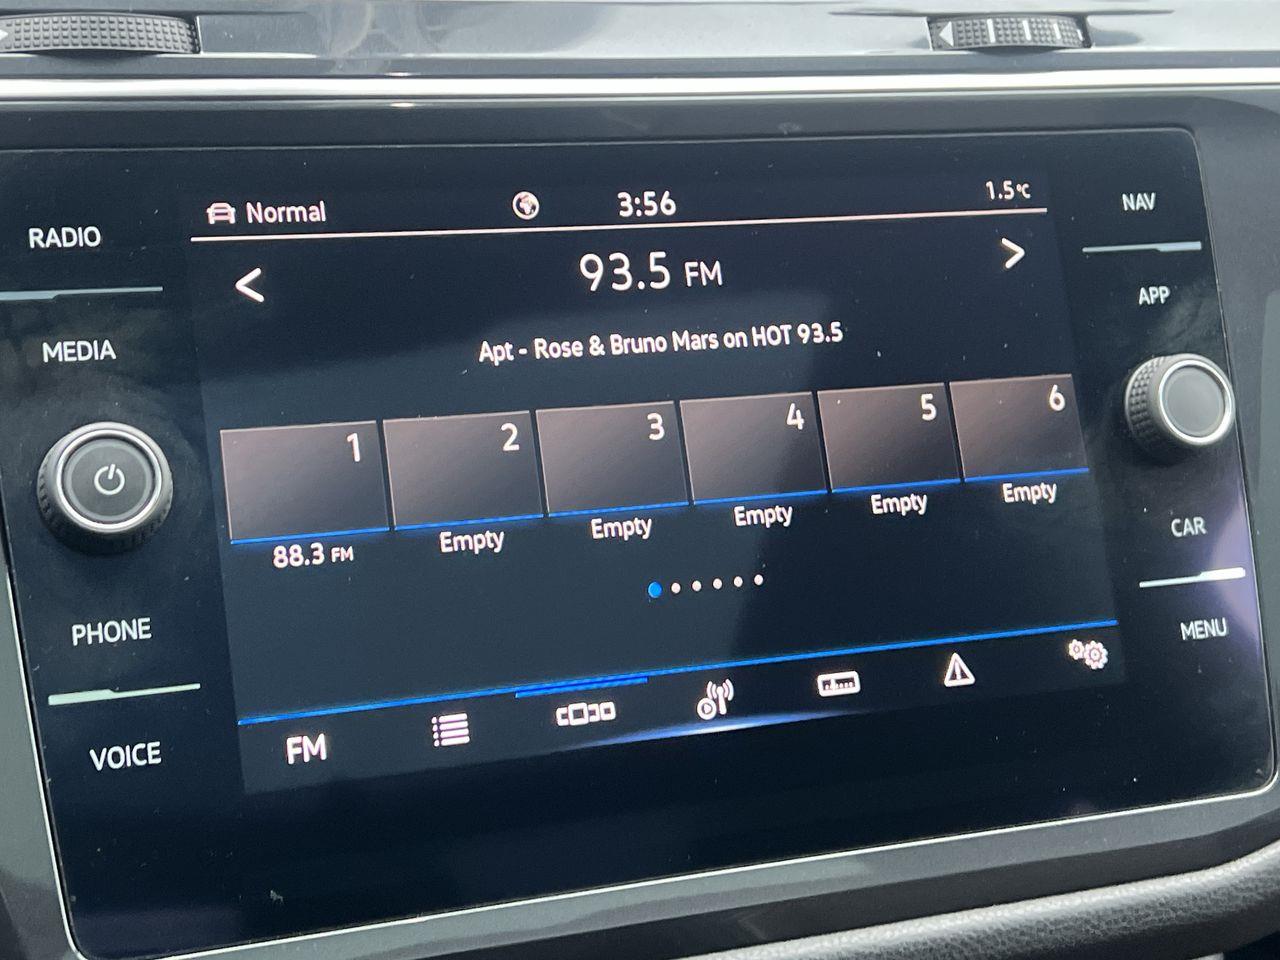 Normal 3:56 1.5°C
93.5 FM
Apt - Rose & Bruno Mars on HOT 93.5
1 2 3 4 5 6
88.3 FM Empty Empty Empty Empty Empty
FM
RADIO
MEDIA
PHONE
VOICE
NAV
APP
CAR
MENU